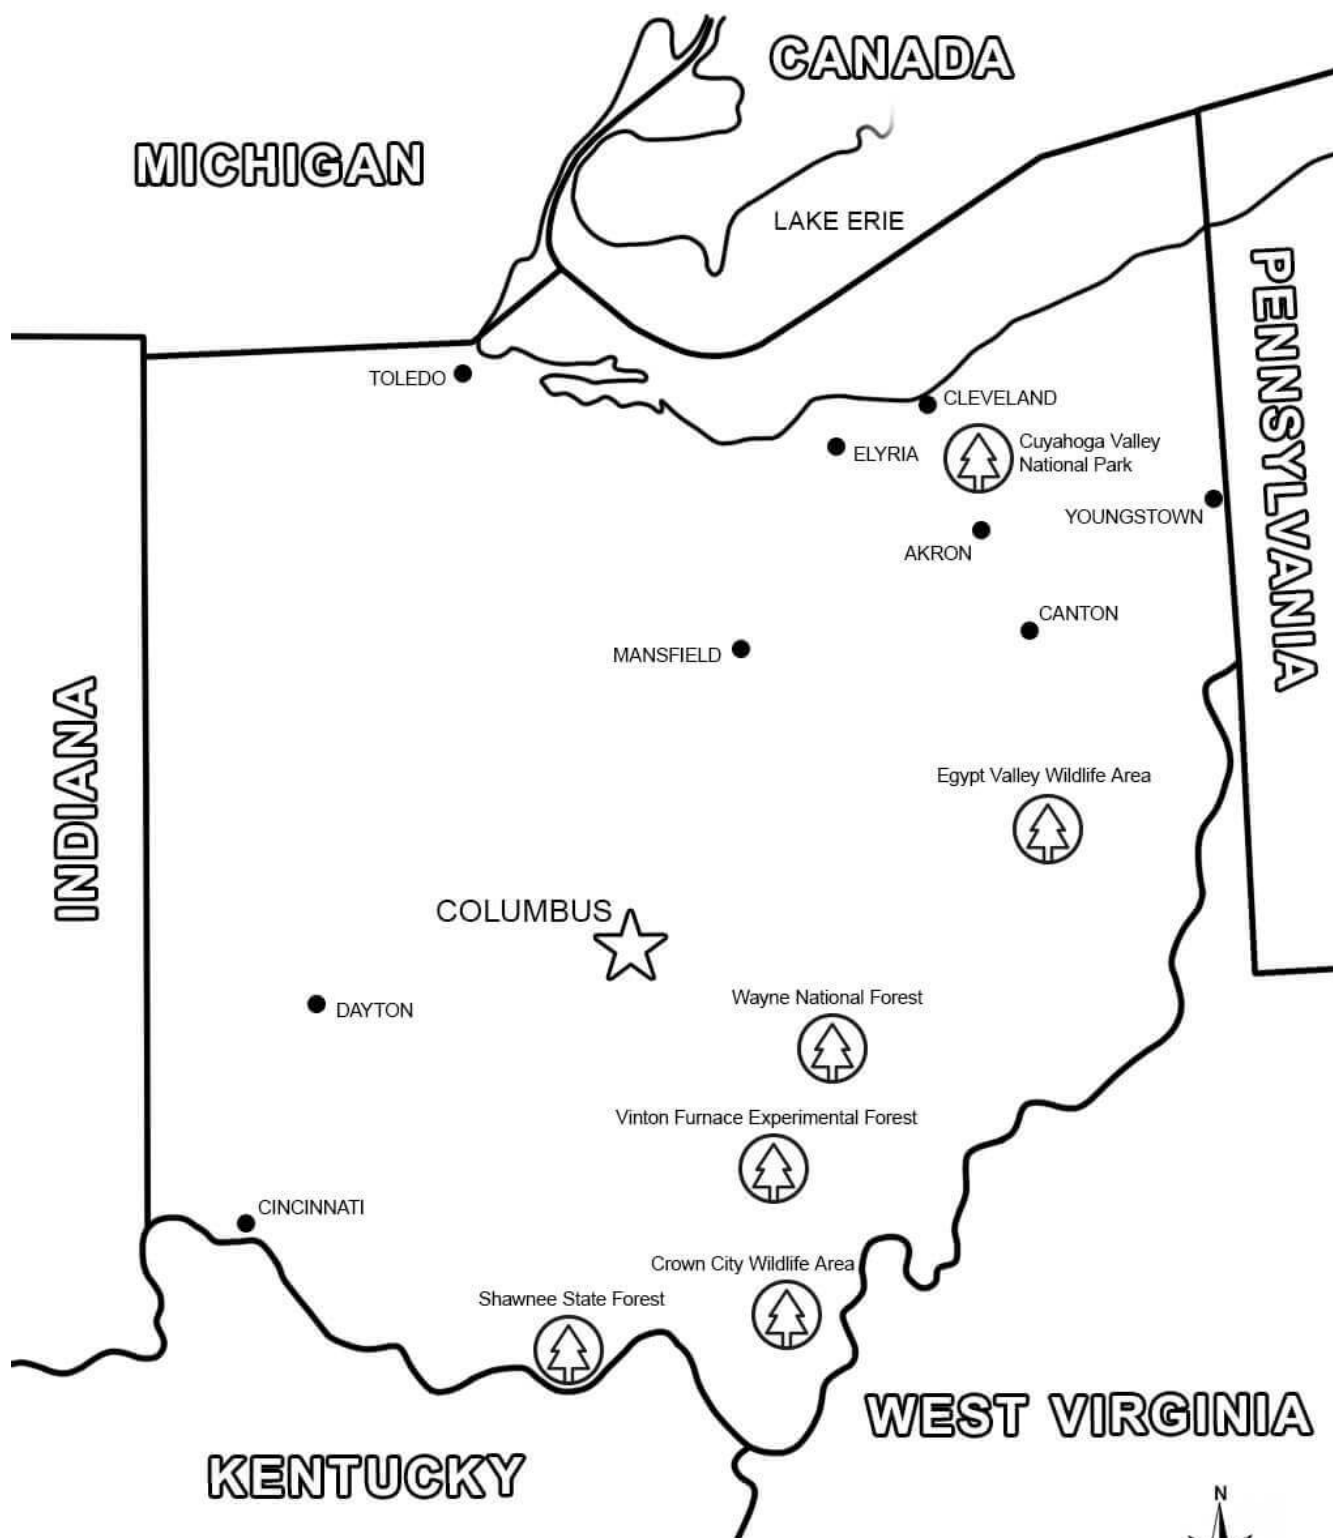 CANADA
MICHIGAN
LAKE ERIE
PENNSYLVANIA
TOLEDO
CLEVELAND
ELYRIA
Cuyahoga Valley
National Park
YOUNGSTOWN
AKRON
CANTON
MANSFIELD
INDIANA
Egypt Valley Wildlife Area
COLUMBUS
Wayne National Forest
DAYTON
Vinton Furnace Experimental Forest
CINCINNATI
Crown City Wildlife Area
Shawnee State Forest
WEST VIRGINIA
KENTUCKY
N